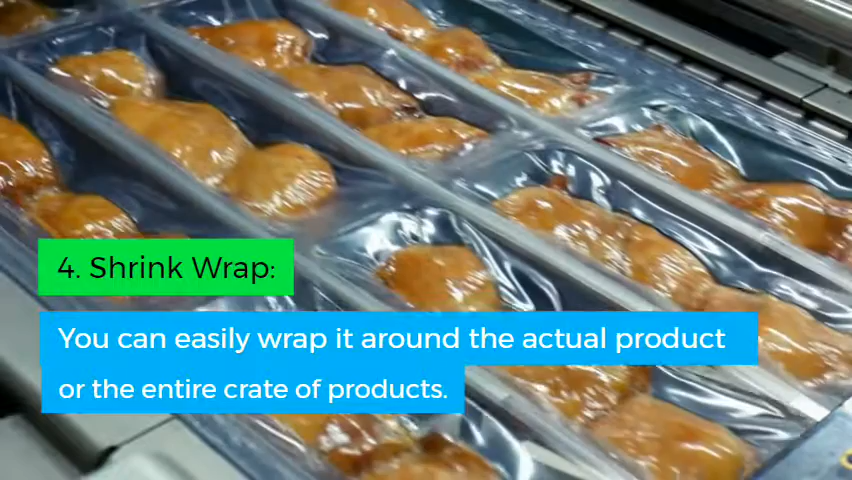 4. Shrink Wrap:
You can easily wrap it around the actual product
or the entire crate of products.